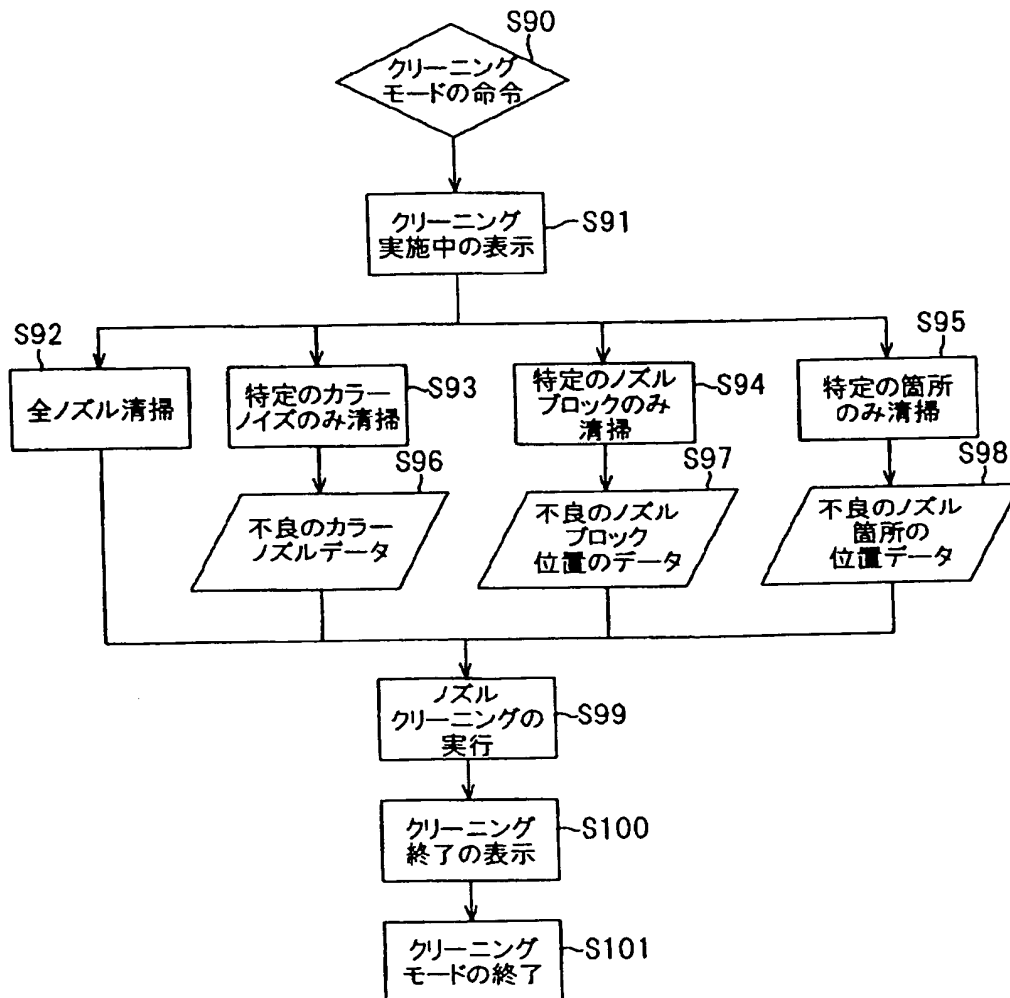 S90
クリーニング
モードの命令
クリーニング
実施中の表示
S91
S92
全ノズル清掃
特定のカラー
ノイズのみ清掃
S93
特定のノズル
ブロックのみ
清掃
S94
S95
特定の箇所
のみ清掃
S96
不良のカラー
ノズルデータ
S97
不良のノズル
ブロック
位置のデータ
S98
不良のノズル
箇所の
位置データ
ノズル
クリーニングの
実行
S99
クリーニング
終了の表示
S100
クリーニング
モードの終了
S101